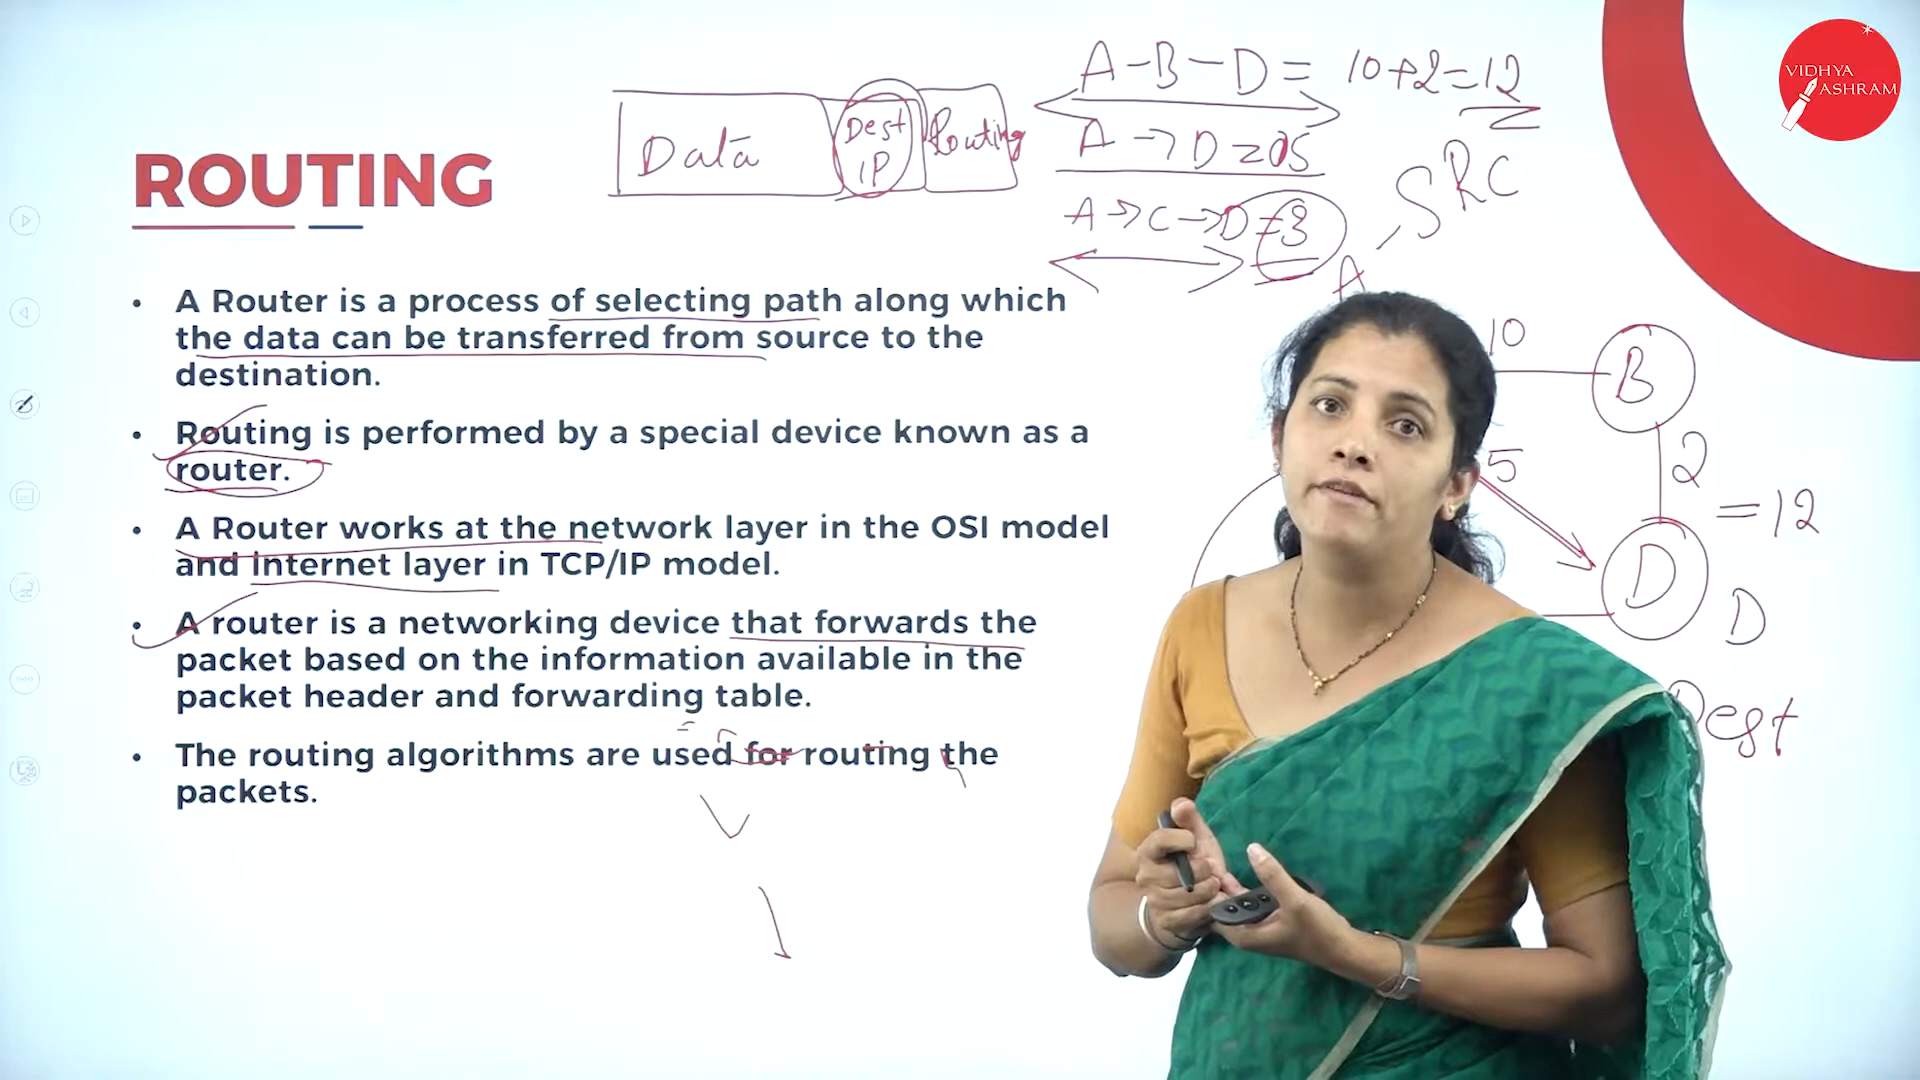 VIDHYA
ASHRAM
ROUTING
Data
Dest
IP
Routing
A-B-D = 10+2=12
A → D = 05
A → C → D = 3
SRC
A
10
B
5
2
= 12
D
D
Dest
• A Router is a process of selecting path along which
the data can be transferred from source to the
destination.
• Routing is performed by a special device known as a
router.
• A Router works at the network layer in the OSI model
and internet layer in TCP/IP model.
• A router is a networking device that forwards the
packet based on the information available in the
packet header and forwarding table.
• The routing algorithms are used for routing the
packets.